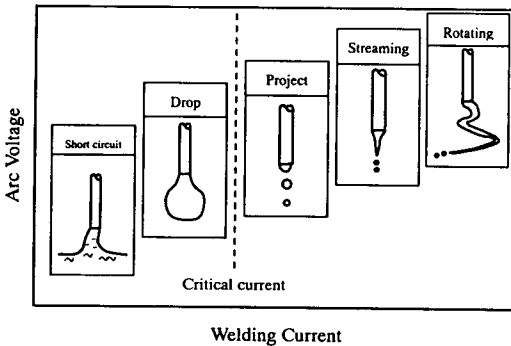 Arc Voltage
Short circuit
Drop
Project
Streaming
Rotating
Critical current
Welding Current